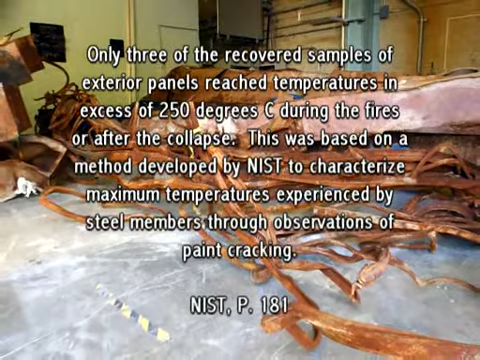 Only three of the recovered samples of
exterior panels reached temperatures in
excess of 250 degrees C during the fires
or after the collapse.  This was based on a
method developed by NIST to characterize
maximum temperatures experienced by
steel members through observations of
paint cracking.
NIST, P. 181